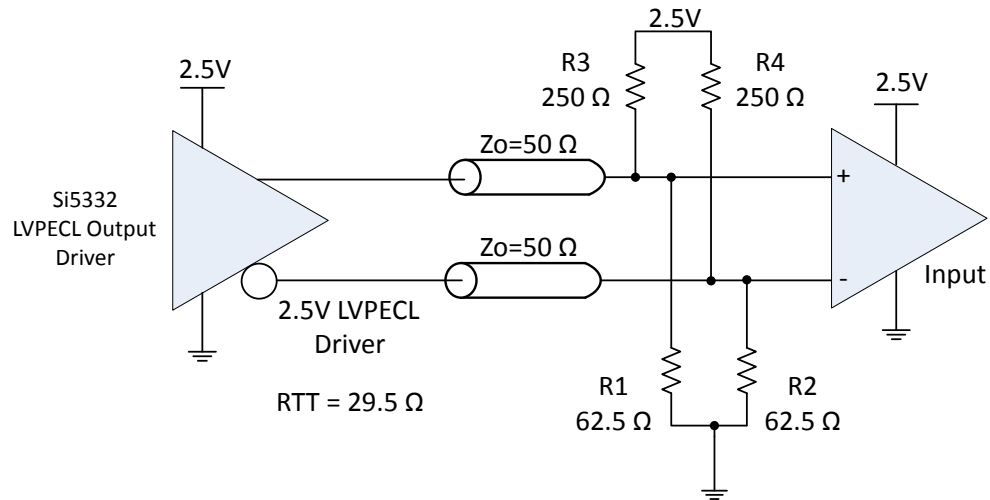 2.5V
R3
250 Ω
R4
250 Ω
2.5V
2.5V
Zo=50 Ω
+
Si5332
LVPECL Output
Driver
Zo=50 Ω
-
Input
2.5V LVPECL
Driver
RTT = 29.5 Ω
R1
62.5 Ω
R2
62.5 Ω